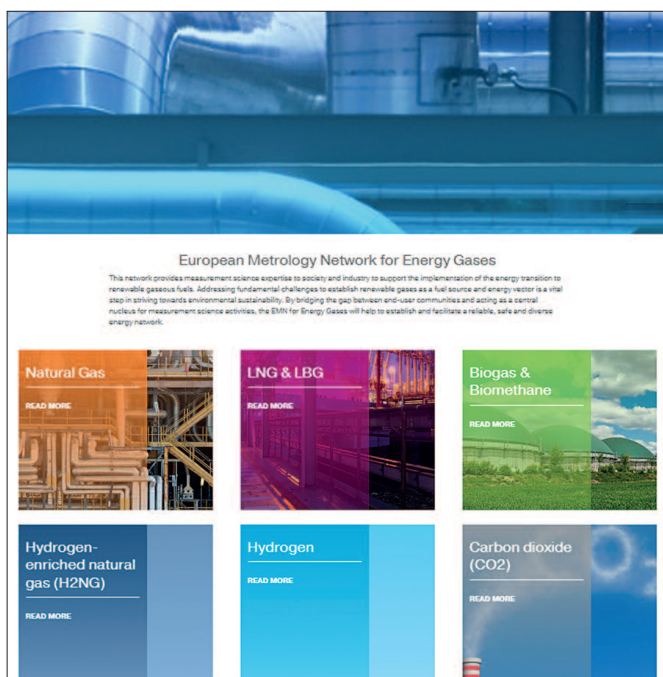 European Metrology Network for Energy Gases
This network provides measurement science expertise to society and industry to support the implementation of the energy transition to
renewable gaseous fuels. Addressing fundamental challenges to establish renewable gases as a fuel source and energy vector is a vital
step in striving towards environmental sustainability. By bridging the gap between end-user communities and acting as a central
nucleus for measurement science activities, the EMN for Energy Gases will help to establish and facilitate a reliable, safe and diverse
energy network.
Natural Gas
READ MORE
LNG & LBG
READ MORE
Biogas &
Biomethane
READ MORE
Hydrogen-
enriched natural
gas (H2NG)
READ MORE
Hydrogen
READ MORE
Carbon dioxide
(CO2)
READ MORE